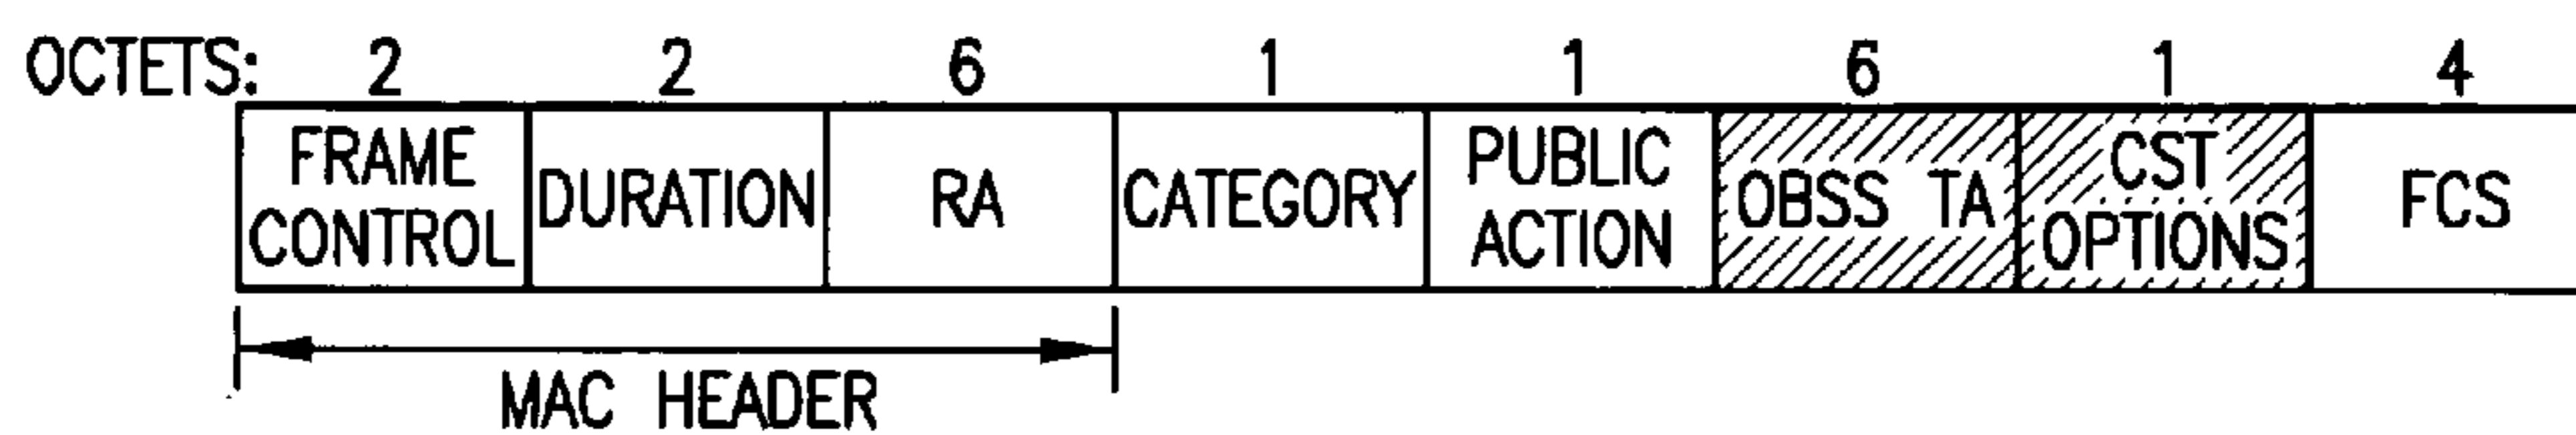 OCTETS: 2 2 6 1 1 6 1 4
FRAME CONTROL
DURATION
RA
CATEGORY
PUBLIC ACTION
OBSS TA
CST OPTIONS
FCS
MAC HEADER